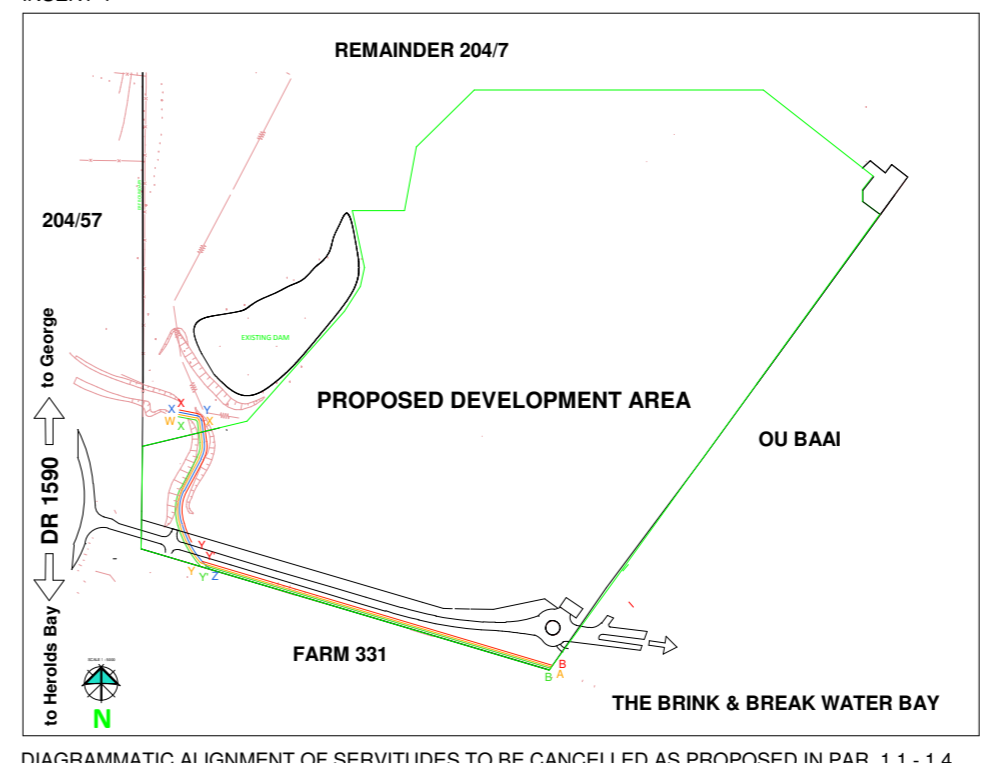 REMAINDER 204/7
204/57
EXISTING DAM
PROPOSED DEVELOPMENT AREA
OU BAAI
to George
DR 1590
to Herolds Bay
X
X
Y
W
X
X
Y
Y'
Y
Y'
Z
B
B
A
FARM 331
THE BRINK & BREAK WATER BAY
N
DIAGRAMMATIC ALIGNMENT OF SERVITUDES TO BE CANCELLED AS PROPOSED IN PAR. 1.1 - 1.4